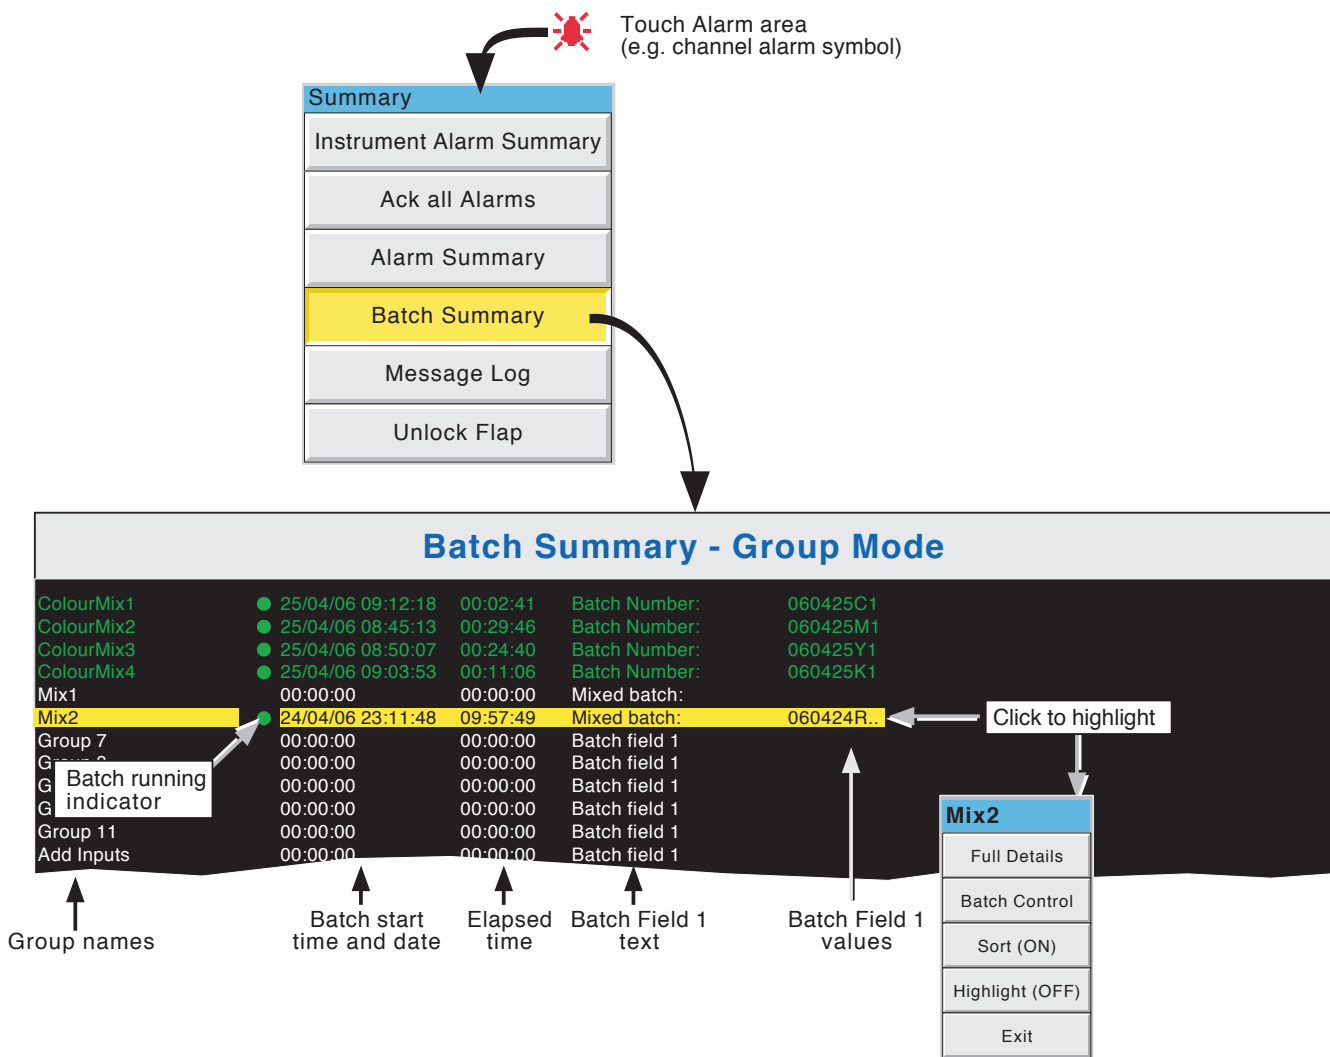 Touch Alarm area
(e.g. channel alarm symbol)
Summary
Instrument Alarm Summary
Ack all Alarms
Alarm Summary
Batch Summary
Message Log
Unlock Flap
Batch Summary - Group Mode
ColourMix1 25/04/06 09:12:18 00:02:41 Batch Number: 060425C1
ColourMix2 25/04/06 08:45:13 00:29:46 Batch Number: 060425M1
ColourMix3 25/04/06 08:50:07 00:24:40 Batch Number: 060425Y1
ColourMix4 25/04/06 09:03:53 00:11:06 Batch Number: 060425K1
Mix1 00:00:00 00:00:00 Mixed batch:
Mix2 24/04/06 23:11:48 09:57:49 Mixed batch: 060424R..
Click to highlight
Group 7 00:00:00 00:00:00 Batch field 1
00:00:00 00:00:00 Batch field 1
G 00:00:00 00:00:00 Batch field 1
G 00:00:00 00:00:00 Batch field 1
Group 11 00:00:00 00:00:00 Batch field 1
Add Inputs 00:00:00 00:00:00 Batch field 1
Batch running
indicator
Group names
Batch start
time and date
Elapsed
time
Batch Field 1
text
Batch Field 1
values
Mix2
Full Details
Batch Control
Sort (ON)
Highlight (OFF)
Exit